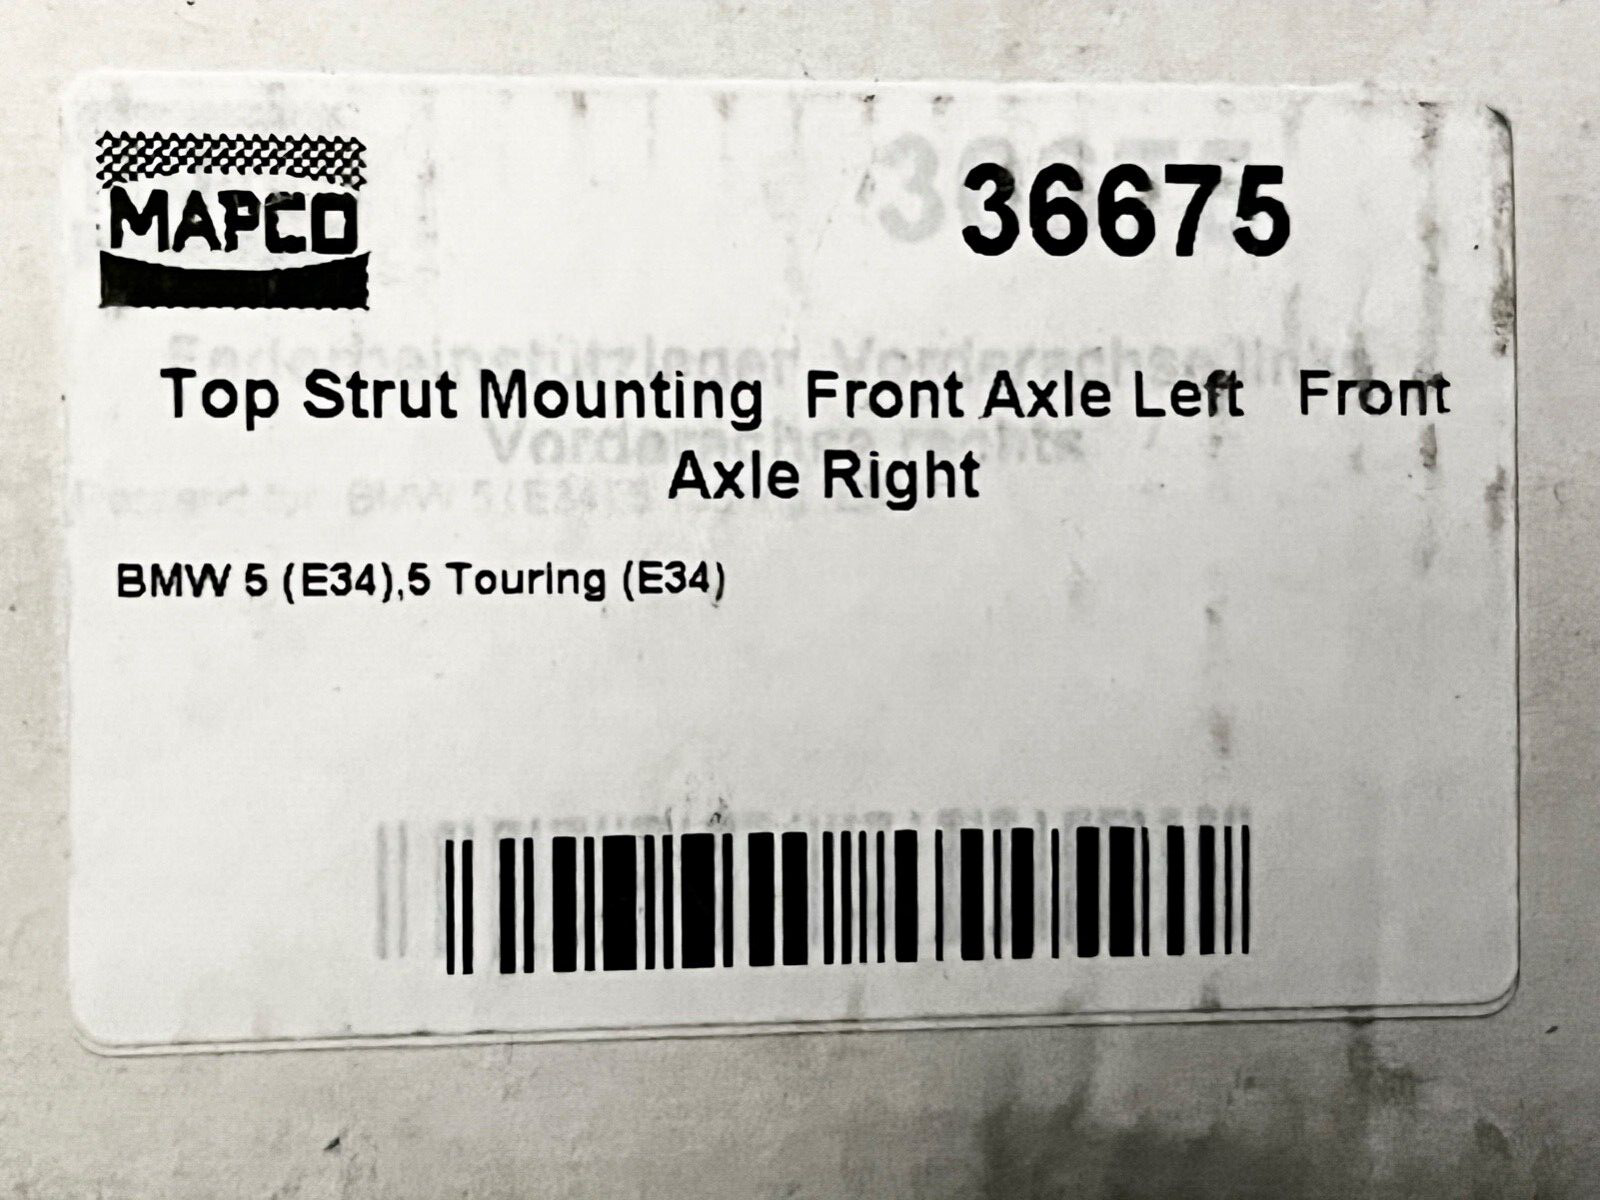 MAPCO
36675
Top Strut Mounting Front Axle Left Front
Axle Right
BMW 5 (E34),5 Touring (E34)